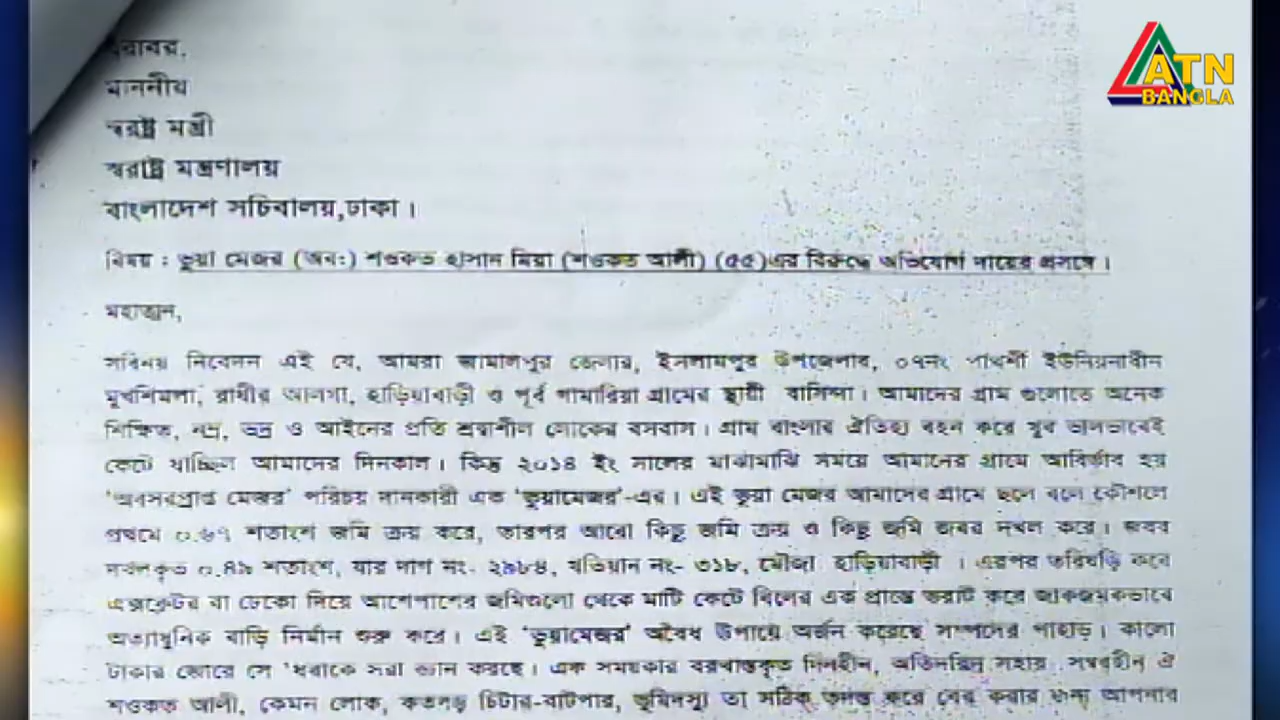 ATN
BANGLA
বরাবর,
মাননীয়
স্বরাষ্ট্র মন্ত্রী
স্বরাষ্ট্র মন্ত্রণালয়
বাংলাদেশ সচিবালয়,ঢাকা।
বিষয় : ভুয়া মেজর (অবঃ) শওকত হাসান মিয়া (শওকত আলী) (৫৫)এর বিরুদ্ধে অভিযোগ দায়ের প্রসঙ্গে।
মহাত্মন,
সবিনয় নিবেদন এই যে, আমরা জামালপুর জেলার, ইসলামপুর উপজেলার, ০৭নং পাথর্শী ইউনিয়নাধীন
মুখশিমলা, রাযীর আলগা, হাড়িয়াবাড়ী ও পূর্ব গামারিয়া গ্রামের স্থায়ী বাসিন্দা। আমাদের গ্রাম গুলোতে অনেক
শিক্ষিত, নম্র, ভদ্র ও আইনের প্রতি শ্রদ্ধাশীল লোকের বসবাস। গ্রাম বাংলার ঐতিহ্য বহন করে খুব ভালভাবেই
কেটে যাচ্ছিল আমাদের দিনকাল। কিন্তু ২০১৪ ইং সালের মাঝামাঝি সময়ে আমাদের গ্রামে আবির্ভাব হয়
'অবসরপ্রাপ্ত মেজর' পরিচয় দানকারী এক 'ভুয়ামেজর'-এর। এই ভুয়া মেজর আমাদের গ্রামে ছলে বলে কৌশলে
প্রথমে ০.৬৭ শতাংশ জমি ক্রয় করে, তারপর আরো কিছু জমি ক্রয় ও কিছু জমি জবর দখল করে। জবর
দখলকৃত ০.৪৯ শতাংশ, যার দাগ নং- ২৯৮৪, খতিয়ান নং- ৩১৮, মৌজা হাড়িয়াবাড়ী । এরপর তরিঘড়ি করে
এক্সকেটর বা ভেকো দিয়ে আশেপাশের জমিগুলো থেকে মাটি কেটে বিলের এক প্রান্তে ভরাট করে জাকজমকভাবে
অত্যাধুনিক বাড়ি নির্মান শুরু করে। এই 'ভুয়ামেজর' অবৈধ উপায়ে অর্জন করেছে সম্পদের পাহাড়। কালো
টাকার জোরে সে 'ধরাকে সরা জ্ঞান করছে। এক সময়কার বরখাস্তকৃত দিনহীন, অতিদরিদ্র সহায় সম্বলহীন ঐ
শওকত আলী, কেমন লোক, কতবড় চিটার-বাটপার, ভূমিদস্যু তা সঠিক তদন্ত করে বের করার জন্য আপনার